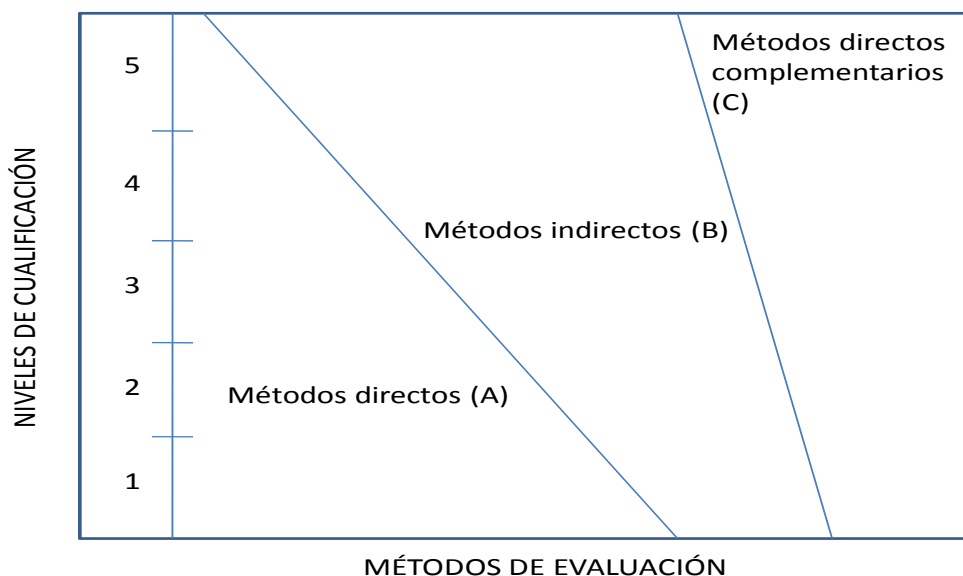 NIVELES DE CUALIFICACIÓN
5
4
3
2
1
Métodos directos
complementarios
(C)
Métodos indirectos (B)
Métodos directos (A)
MÉTODOS DE EVALUACIÓN